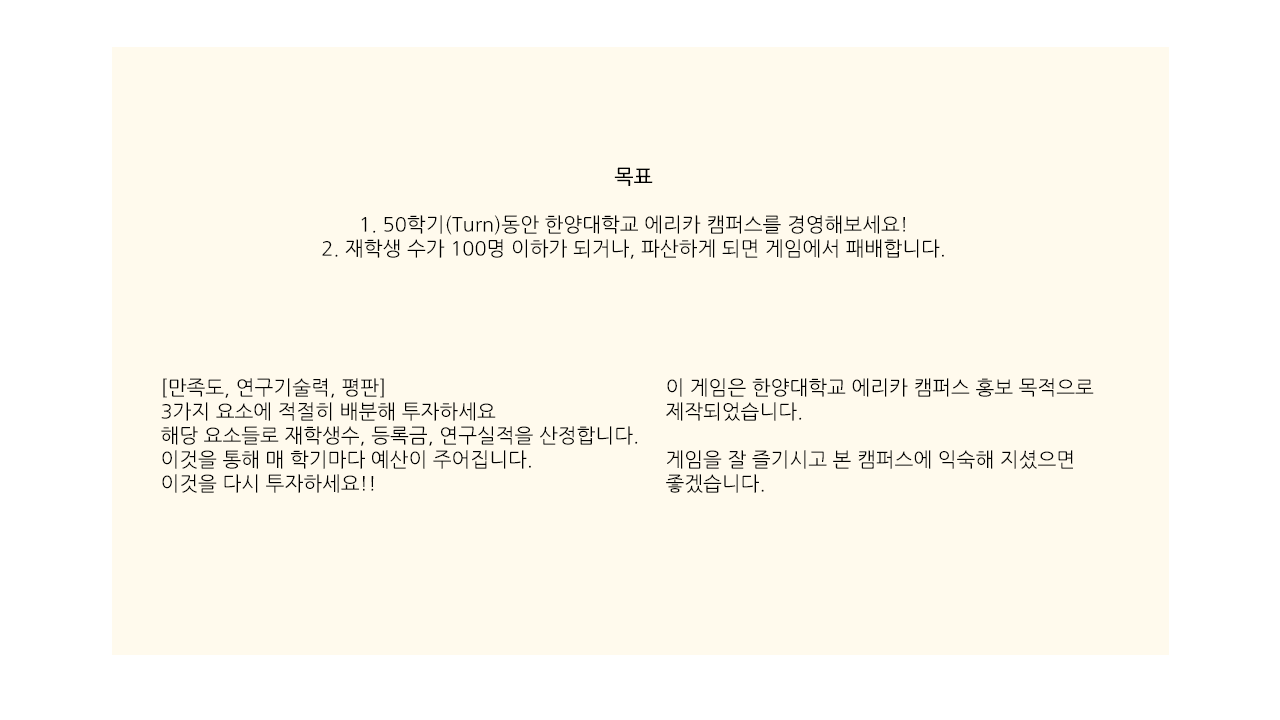 목표
1. 50학기(Turn)동안 한양대학교 에리카 캠퍼스를 경영해보세요!
2. 재학생 수가 100명 이하가 되거나, 파산하게 되면 게임에서 패배합니다.
[만족도, 연구기술력, 평판]
3가지 요소에 적절히 배분해 투자하세요
해당 요소들로 재학생수, 등록금, 연구실적을 산정합니다.
이것을 통해 매 학기마다 예산이 주어집니다.
이것을 다시 투자하세요!!
이 게임은 한양대학교 에리카 캠퍼스 홍보 목적으로
제작되었습니다.
게임을 잘 즐기시고 본 캠퍼스에 익숙해 지셨으면
좋겠습니다.